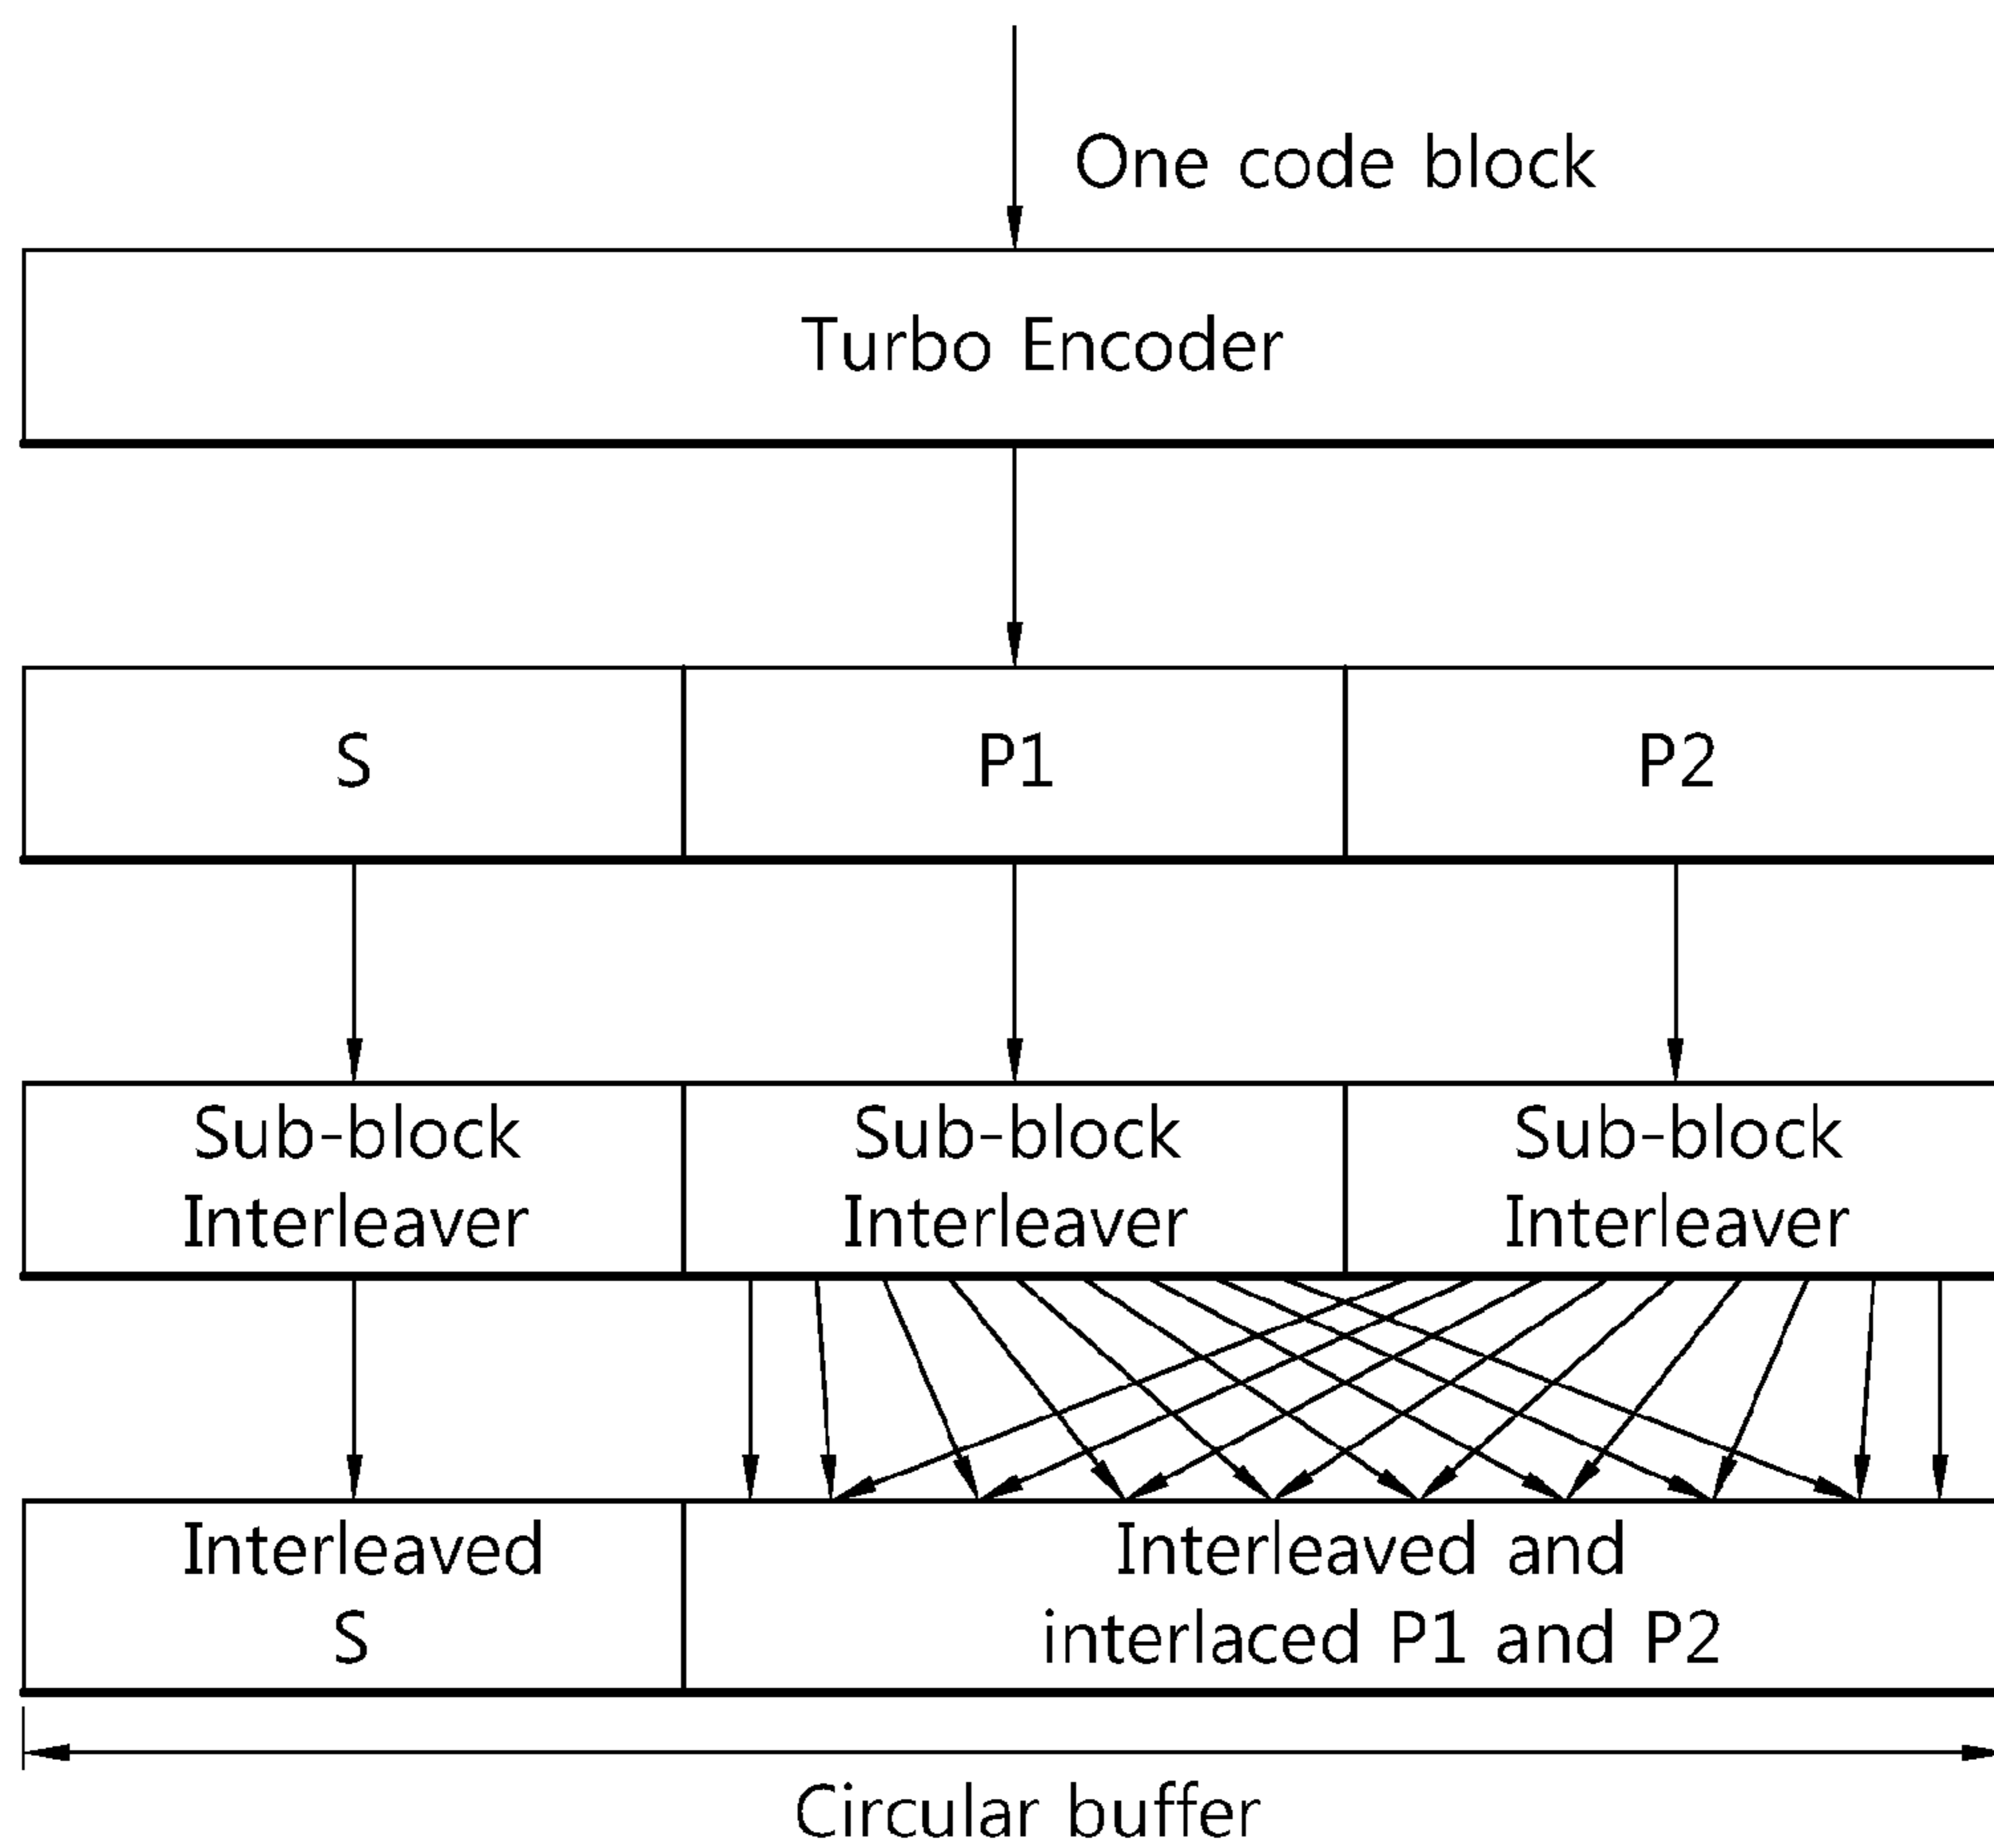 One code block
Turbo Encoder
S
P1
P2
Sub-block
Interleaver
Sub-block
Interleaver
Sub-block
Interleaver
Interleaved
S
Interleaved and
interlaced P1 and P2
Circular buffer